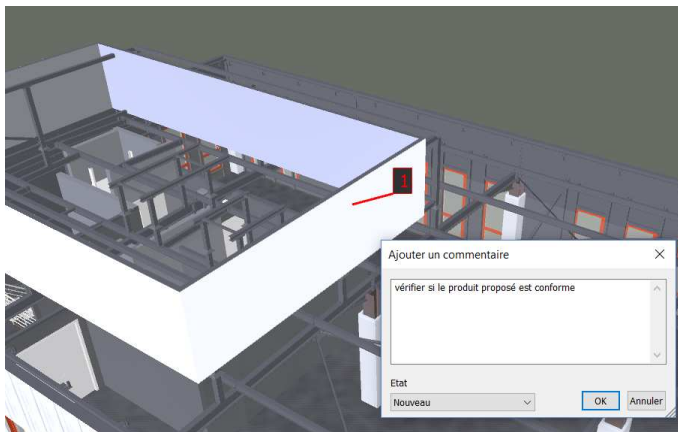 1
Ajouter un commentaire
vérifier si le produit proposé est conforme
Etat
Nouveau
OK Annuler